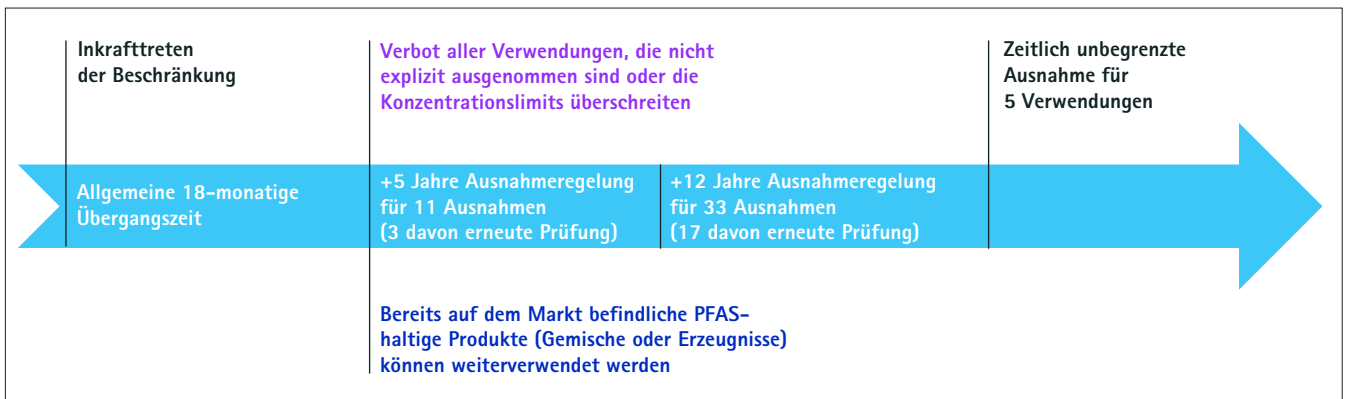 Inkrafttreten
der Beschränkung
Verbot aller Verwendungen, die nicht
explizit ausgenommen sind oder die
Konzentrationslimits überschreiten
Zeitlich unbegrenzte
Ausnahme für
5 Verwendungen
Allgemeine 18-monatige
Übergangszeit
+5 Jahre Ausnahmeregelung
für 11 Ausnahmen
(3 davon erneute Prüfung)
+12 Jahre Ausnahmeregelung
für 33 Ausnahmen
(17 davon erneute Prüfung)
Bereits auf dem Markt befindliche PFAS-
haltige Produkte (Gemische oder Erzeugnisse)
können weiterverwendet werden